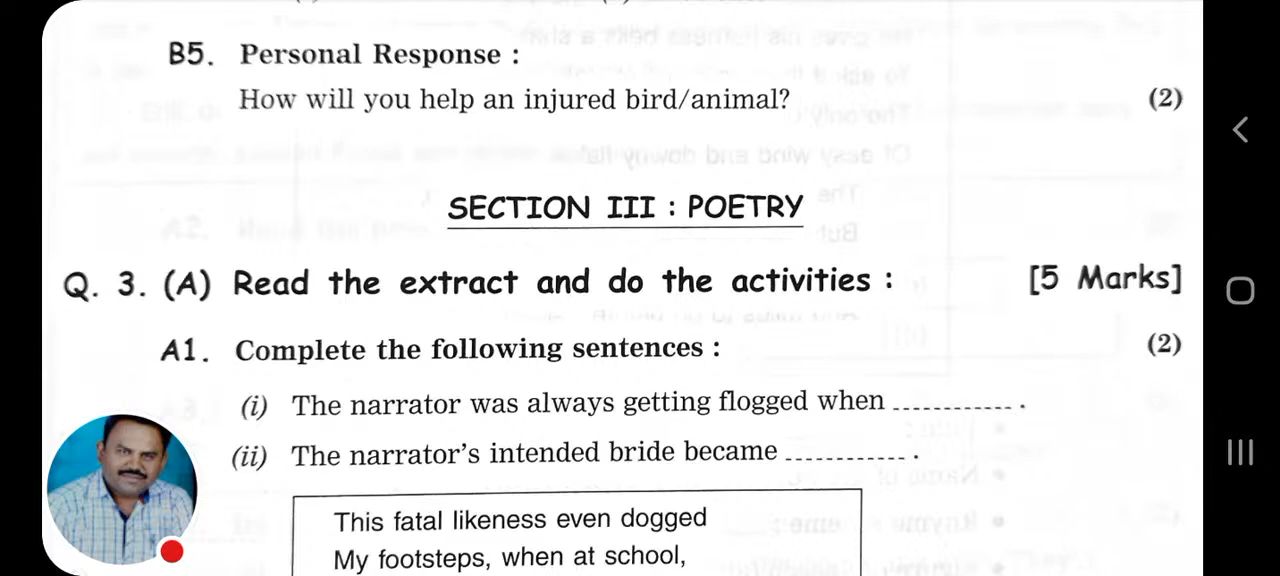 B5. Personal Response :
How will you help an injured bird/animal? (2)
SECTION III : POETRY
Q. 3. (A) Read the extract and do the activities : [5 Marks]
A1. Complete the following sentences : (2)
(i) The narrator was always getting flogged when ............ .
(ii) The narrator's intended bride became ............ .
This fatal likeness even dogged
My footsteps, when at school,